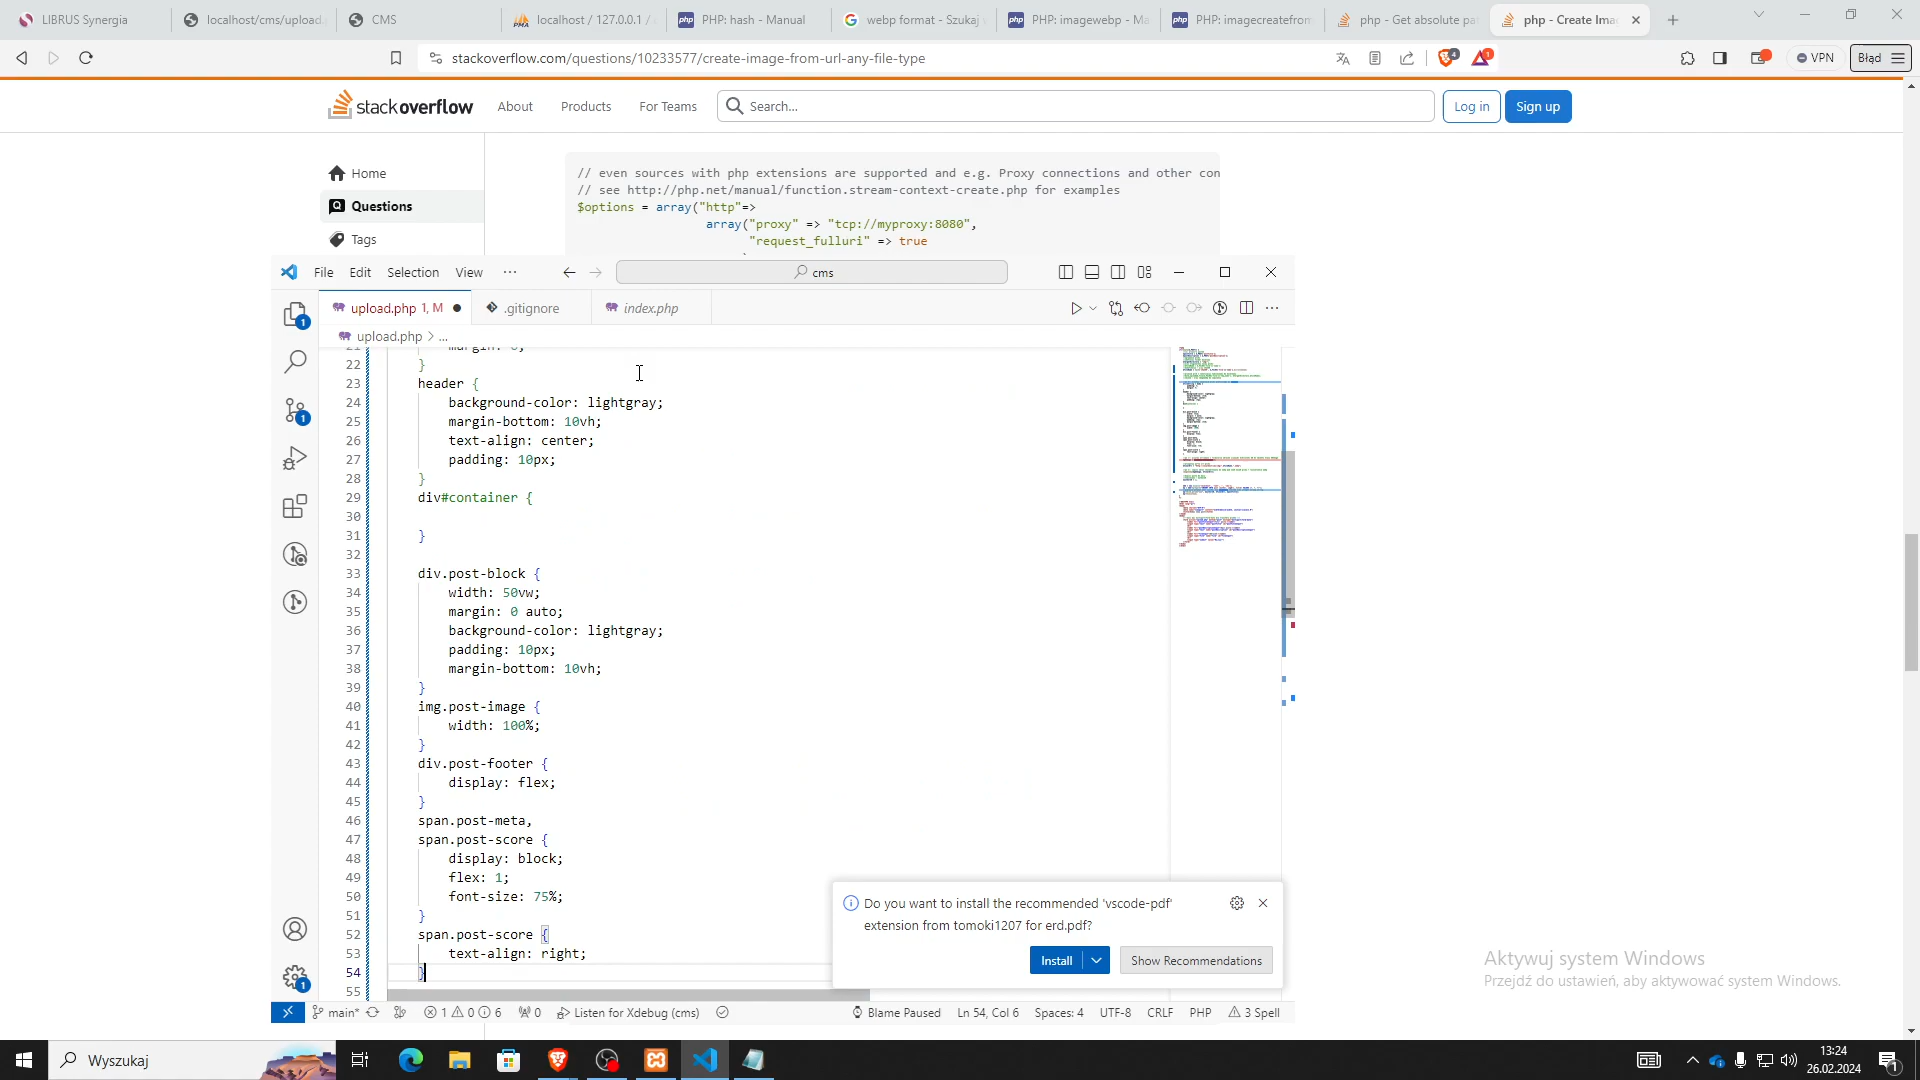 LIBRUS Synergia
localhost/cms/upload.
CMS
localhost / 127.0.0.1 /
PHP: hash - Manual
webp format - Szukaj
PHP: imagewebp - Ma
PHP: imagecreatefrom
php - Get absolute pa
php - Create Ima
stackoverflow.com/questions/10233577/create-image-from-url-any-file-type
4
1
VPN
Błąd
stackoverflow
About
Products
For Teams
Search...
Log in
Sign up
Home
Questions
Tags
// even sources with php extensions are supported and e.g. Proxy connections and other con
// see http://php.net/manual/function.stream-context-create.php for examples
$options = array("http"=>
array("proxy" => "tcp://myproxy:8080",
"request_fulluri" => true
File
Edit
Selection
View
cms
upload.php 1, M
.gitignore
index.php
upload.php > ...
22 }
23 header {
24 background-color: lightgray;
25 margin-bottom: 10vh;
26 text-align: center;
27 padding: 10px;
28 }
29 div#container {
30
31 }
32
33 div.post-block {
34 width: 50vw;
35 margin: 0 auto;
36 background-color: lightgray;
37 padding: 10px;
38 margin-bottom: 10vh;
39 }
40 img.post-image {
41 width: 100%;
42 }
43 div.post-footer {
44 display: flex;
45 }
46 span.post-meta,
47 span.post-score {
48 display: block;
49 flex: 1;
50 font-size: 75%;
51 }
52 span.post-score {
53 text-align: right;
54 }
55
Do you want to install the recommended 'vscode-pdf'
extension from tomoki1207 for erd.pdf?
Install
Show Recommendations
main*
1 0 6
0
Listen for Xdebug (cms)
Blame Paused
Ln 54, Col 6
Spaces: 4
UTF-8
CRLF
PHP
3 Spell
Aktywuj system Windows
Przejdź do ustawień, aby aktywować system Windows.
Wyszukaj
13:24
26.02.2024
1